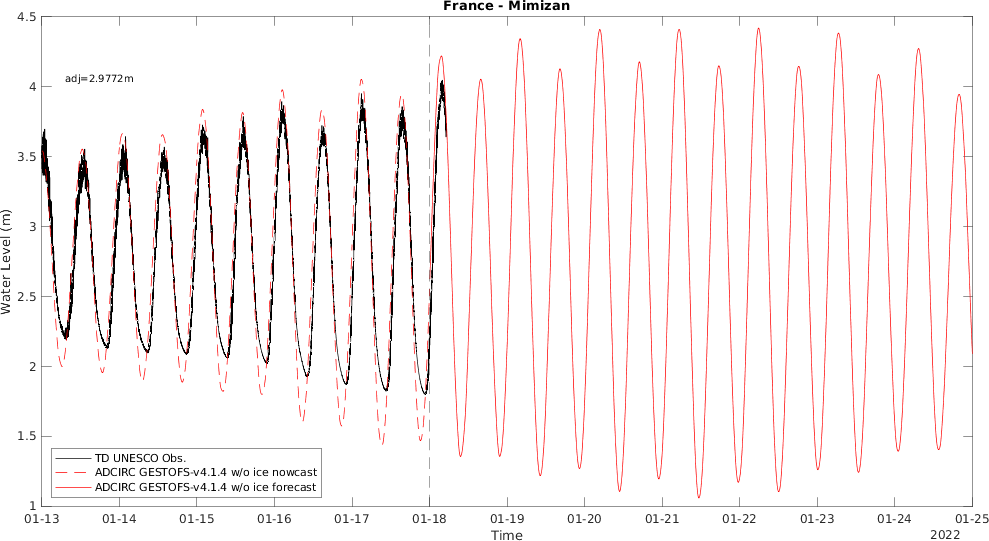 France - Mimizan
4.5
4
3.5
3
2.5
2
1.5
1
Water Level (m)
adj=2.9772m
TD UNESCO Obs.
ADCIRC GESTOFS-v4.1.4 w/o ice nowcast
ADCIRC GESTOFS-v4.1.4 w/o ice forecast
01-13 01-14 01-15 01-16 01-17 01-18 01-19 01-20 01-21 01-22 01-23 01-24 01-25
Time
2022